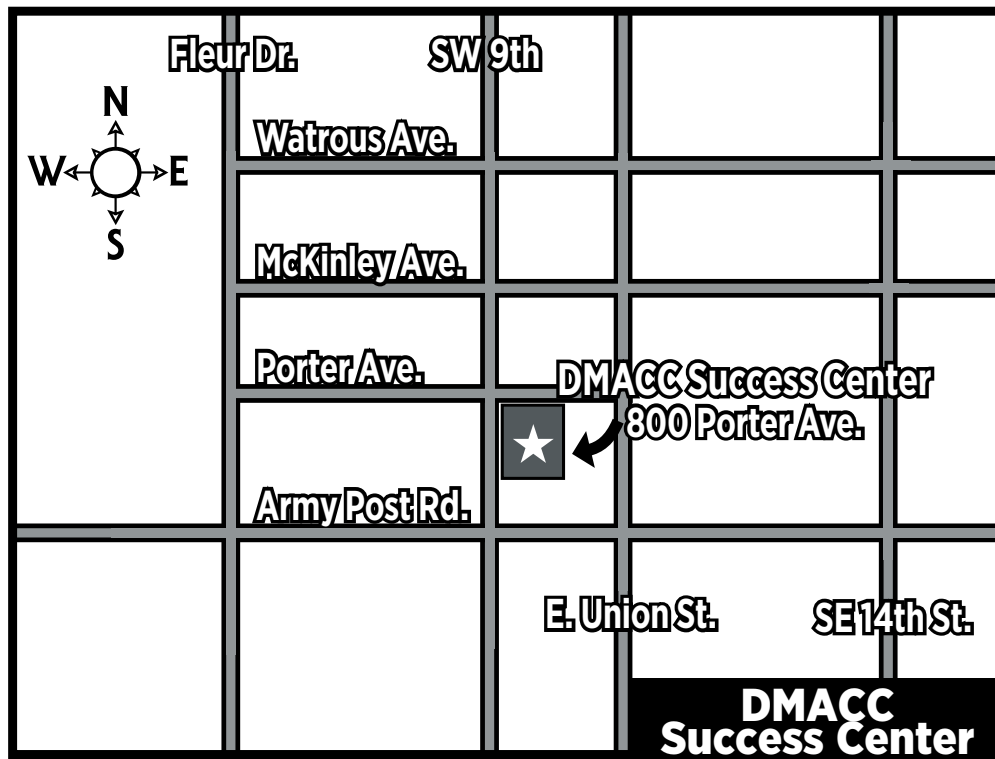 Fleur Dr.
SW 9th
N
Watrous Ave.
W
E
S
McKinley Ave.
Porter Ave.
DMACC Success Center
800 Porter Ave.
Army Post Rd.
E. Union St.
SE 14th St.
DMACC
Success Center